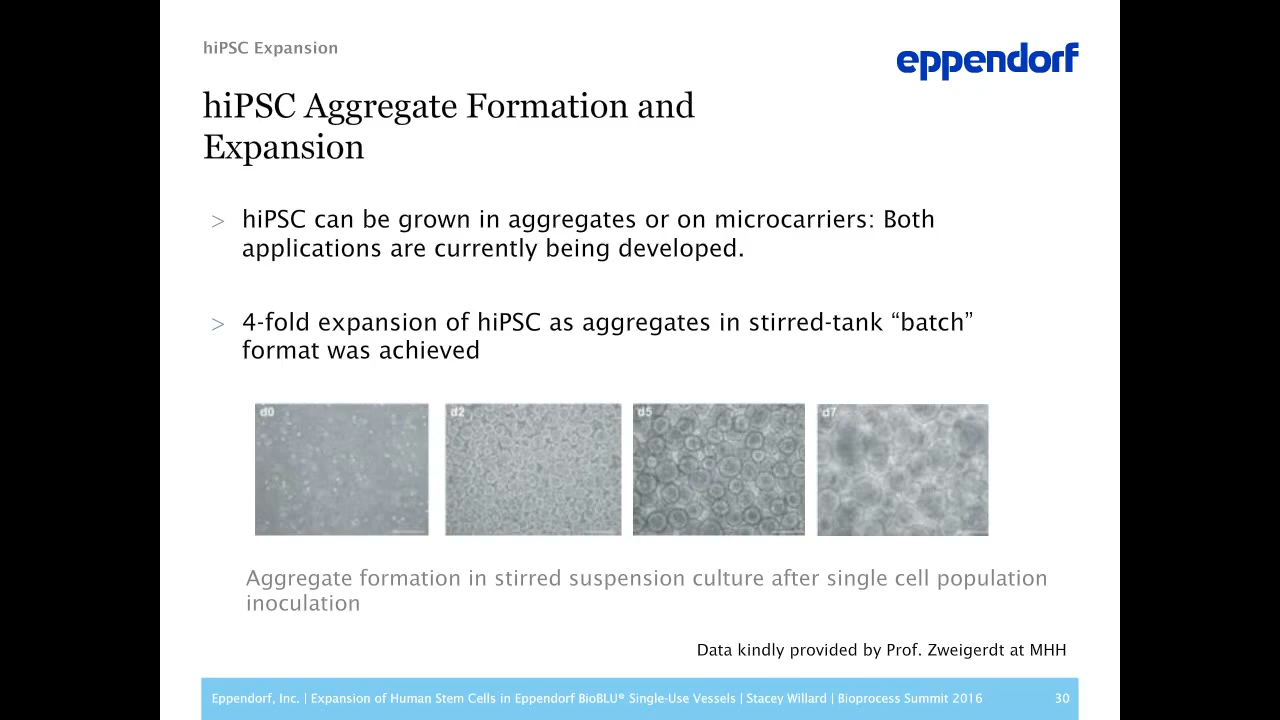 hiPSC Expansion
eppendorf
hiPSC Aggregate Formation and
Expansion
> hiPSC can be grown in aggregates or on microcarriers: Both
applications are currently being developed.
> 4-fold expansion of hiPSC as aggregates in stirred-tank “batch”
format was achieved
d0 d2 d5 d7
Aggregate formation in stirred suspension culture after single cell population
inoculation
Data kindly provided by Prof. Zweigerdt at MHH
Eppendorf, Inc. | Expansion of Human Stem Cells in Eppendorf BioBLU® Single-Use Vessels | Stacey Willard | Bioprocess Summit 2016 30